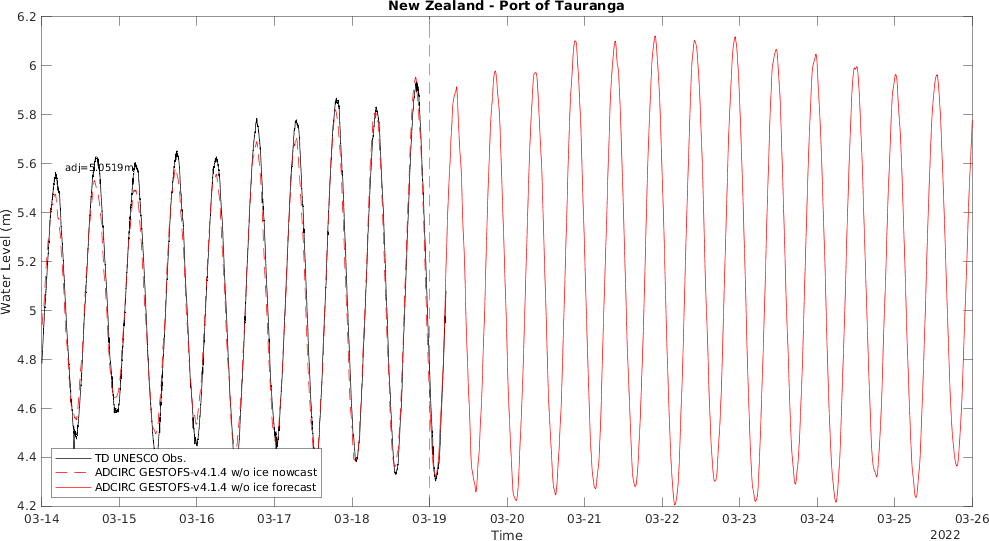 New Zealand - Port of Tauranga
6.2
6
5.8
5.6
5.4
5.2
5
4.8
4.6
4.4
4.2
Water Level (m)
adj=5.0519m
TD UNESCO Obs.
ADCIRC GESTOFS-v4.1.4 w/o ice nowcast
ADCIRC GESTOFS-v4.1.4 w/o ice forecast
03-14 03-15 03-16 03-17 03-18 03-19 03-20 03-21 03-22 03-23 03-24 03-25 03-26
Time
2022